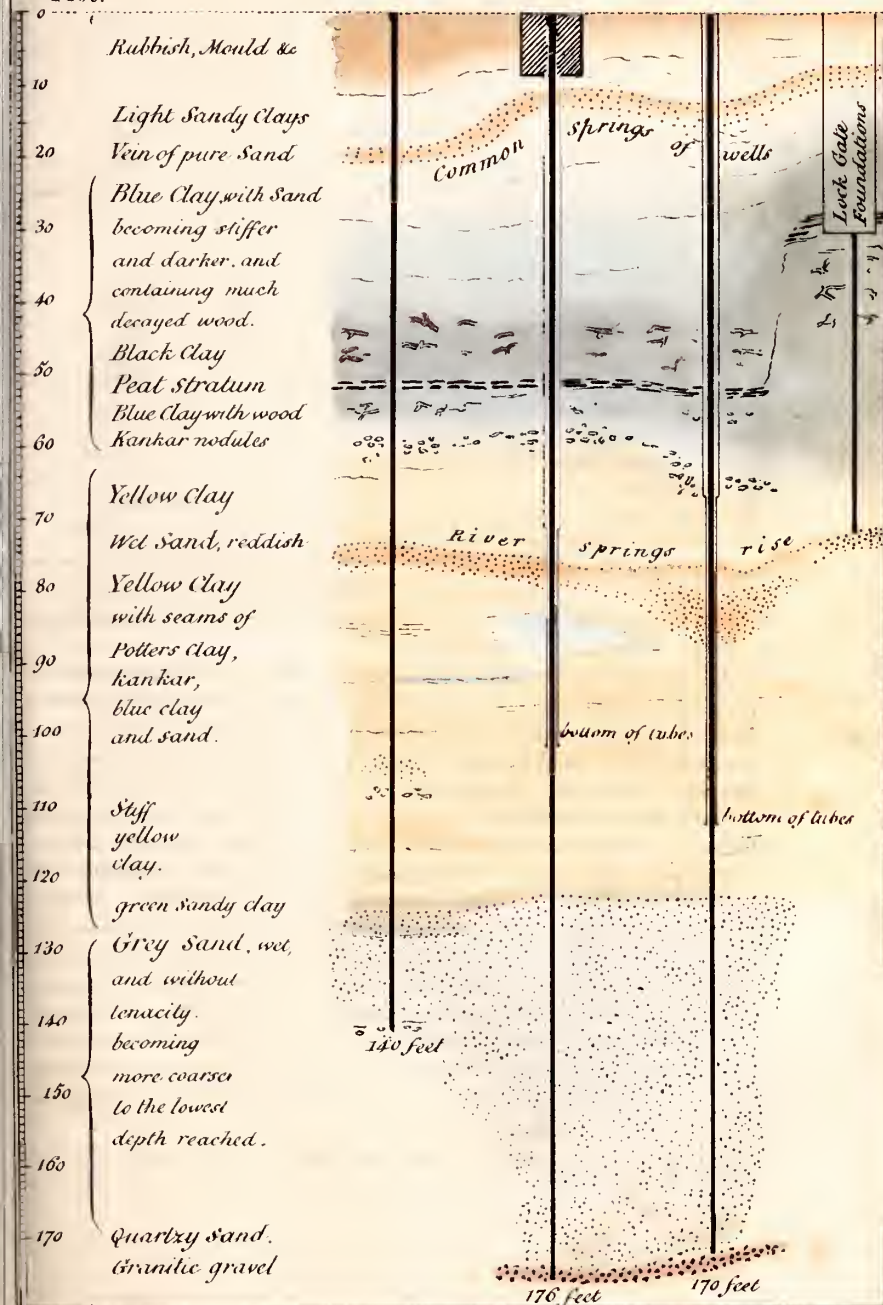 0
Rubbish, Mould &c
10
Light Sandy Clays
Vein of pure Sand
20
Common springs of wells
Lock Gate
Foundations
Blue Clay, with Sand
becoming stiffer
30
and darker, and
containing much
40
decayed wood.
Black Clay
50
Peat Stratum
Blue Clay with wood
60
Kankar nodules
Yellow Clay
70
Wet Sand, reddish
River springs rise
80
Yellow Clay
with seams of
Potters Clay,
90
kankar,
blue clay
100
and sand.
bottom of tubes
110
Stiff
yellow
clay.
bottom of tubes
120
green Sandy clay
130
Grey Sand, wet,
and without
tenacity.
140
becoming
140 feet
more coarser
150
to the lowest
depth reached.
160
170
Quartzy Sand.
Granitic gravel
176 feet
170 feet